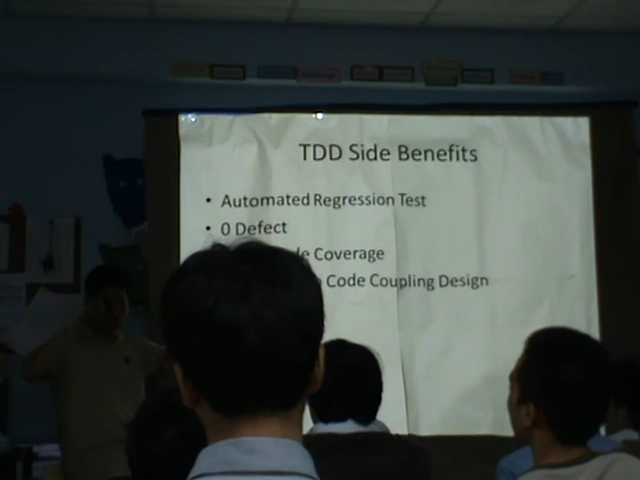 TDD Side Benefits
• Automated Regression Test
• 0 Defect
Coverage
Code Coupling Design